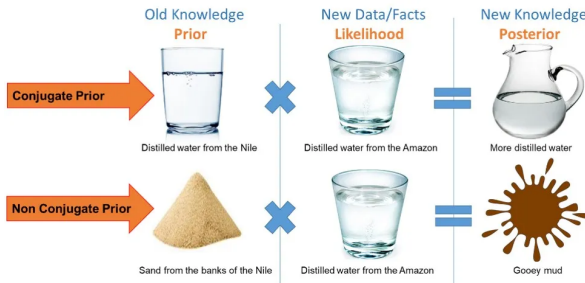 Old Knowledge
Prior
New Data/Facts
Likelihood
New Knowledge
Posterior
Conjugate Prior
Distilled water from the Nile
Distilled water from the Amazon
More distilled water
Non Conjugate Prior
Sand from the banks of the Nile
Distilled water from the Amazon
Gooey mud